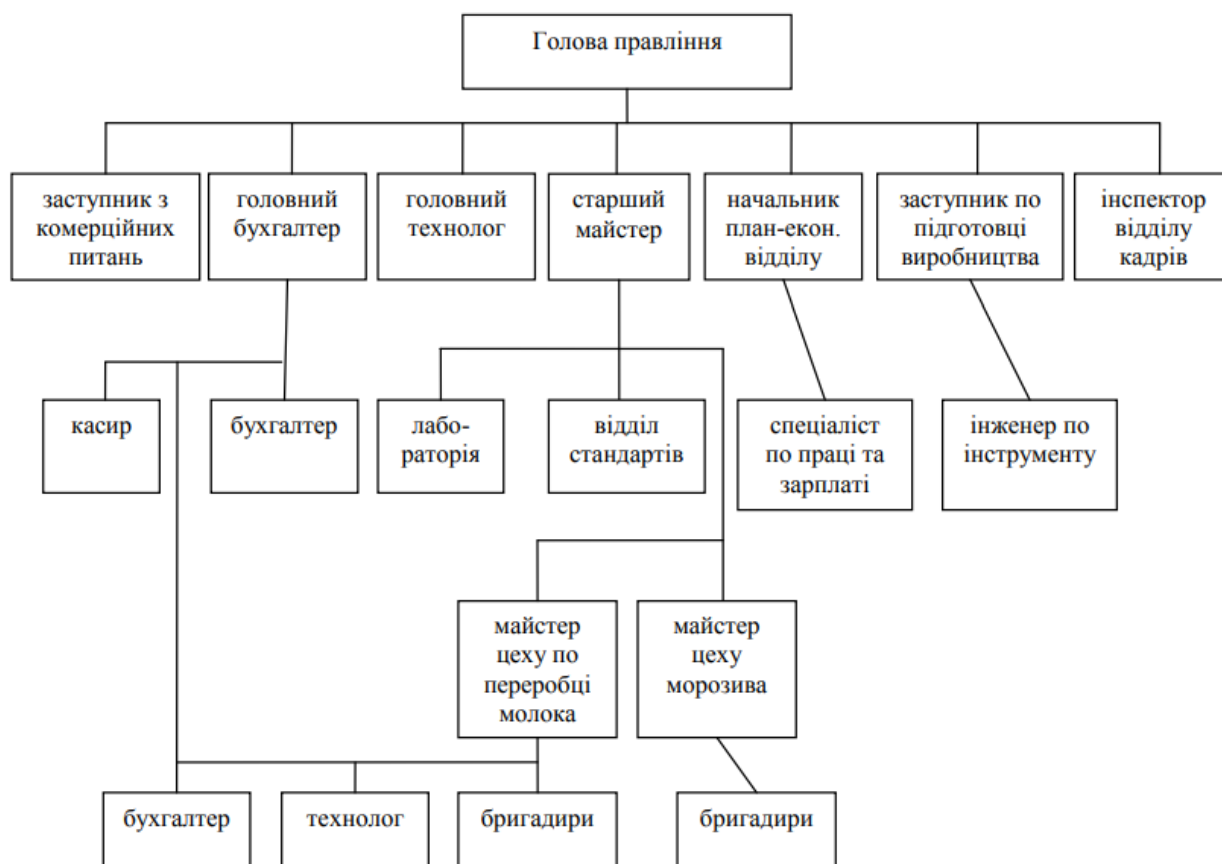 Голова правління
заступник з
комерційних
питань
головний
бухгалтер
головний
технолог
старший
майстер
начальник
план-екон.
відділу
заступник по
підготовці
виробництва
інспектор
відділу
кадрів
касир
бухгалтер
лабо-
раторія
відділ
стандартів
спеціаліст
по праці та
зарплаті
інженер по
інструменту
майстер
цеху по
переробці
молока
майстер
цеху
морозива
бухгалтер
технолог
бригадири
бригадири